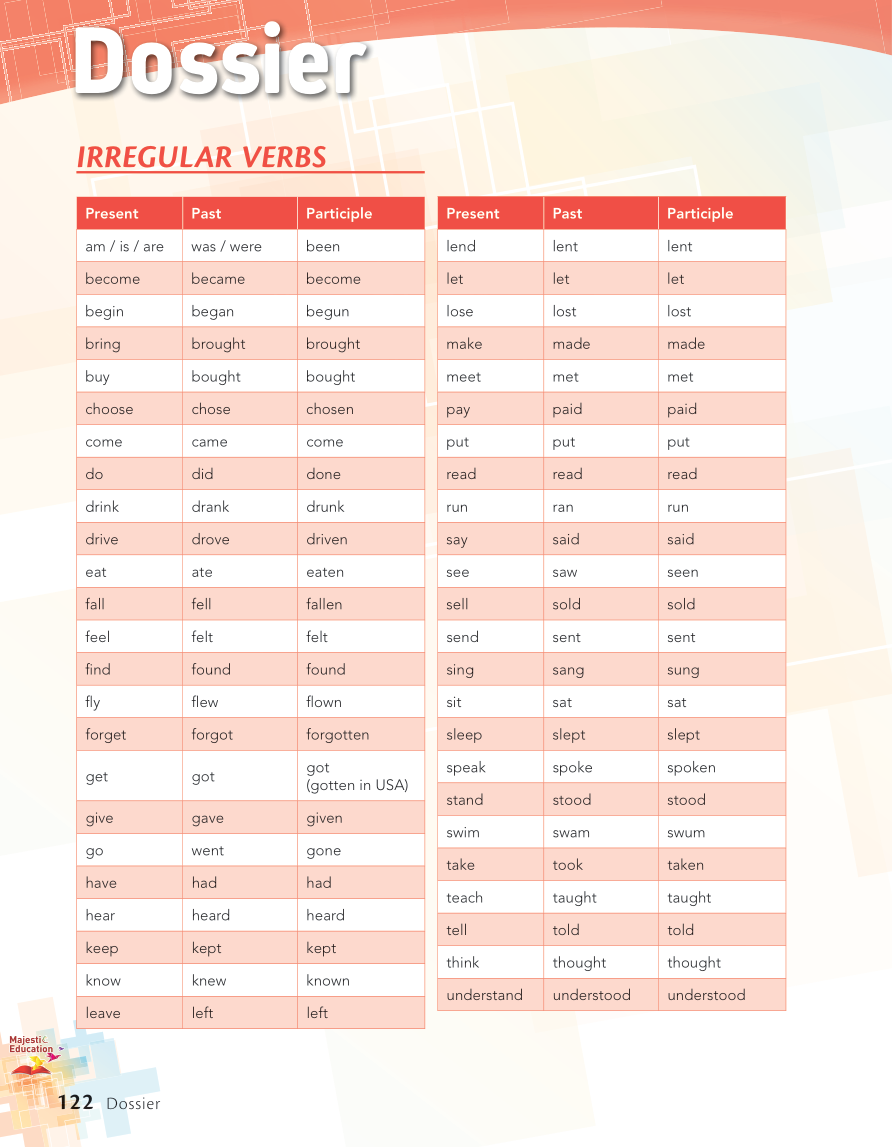 Dossier
IRREGULAR VERBS
Present Past Participle
am / is / are was / were been
become became become
begin began begun
bring brought brought
buy bought bought
choose chose chosen
come came come
do did done
drink drank drunk
drive drove driven
eat ate eaten
fall fell fallen
feel felt felt
find found found
fly flew flown
forget forgot forgotten
get got got
(gotten in USA)
give gave given
go went gone
have had had
hear heard heard
keep kept kept
know knew known
leave left left
Present Past Participle
lend lent lent
let let let
lose lost lost
make made made
meet met met
pay paid paid
put put put
read read read
run ran run
say said said
see saw seen
sell sold sold
send sent sent
sing sang sung
sit sat sat
sleep slept slept
speak spoke spoken
stand stood stood
swim swam swum
take took taken
teach taught taught
tell told told
think thought thought
understand understood understood
Majestic
Education
122 Dossier